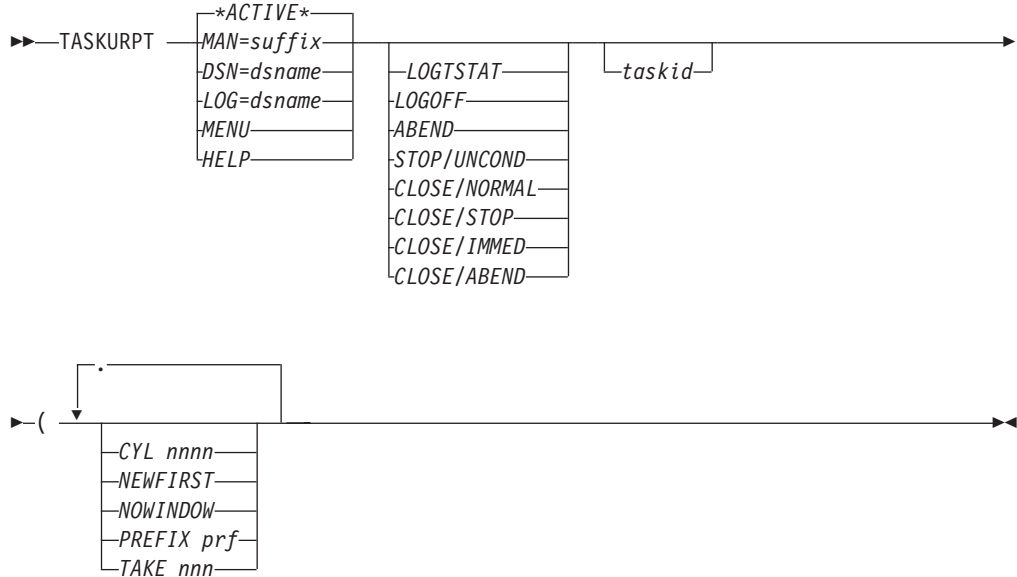 *ACTIVE*
TASKURPT MAN=suffix
DSN=dsname
LOG=dsname
MENU
HELP
LOGTSTAT
LOGOFF
ABEND
STOP/UNCOND
CLOSE/NORMAL
CLOSE/STOP
CLOSE/IMMED
CLOSE/ABEND
taskid
.
(
CYL nnnn
NEWFIRST
NOWINDOW
PREFIX prf
TAKE nnn